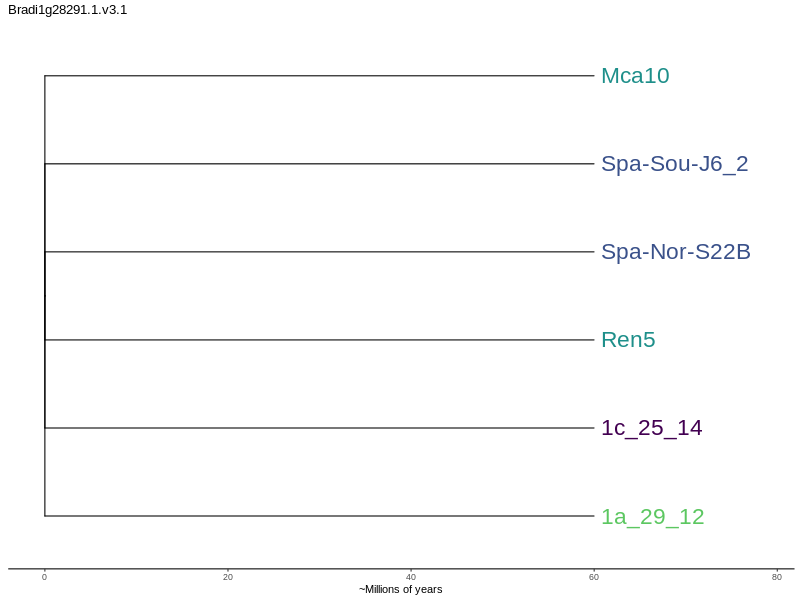 Bradi1g28291.1.v3.1
Mca10
Spa-Sou-J6_2
Spa-Nor-S22B
Ren5
1c_25_14
1a_29_12
0 20 40 60 80
~Millions of years